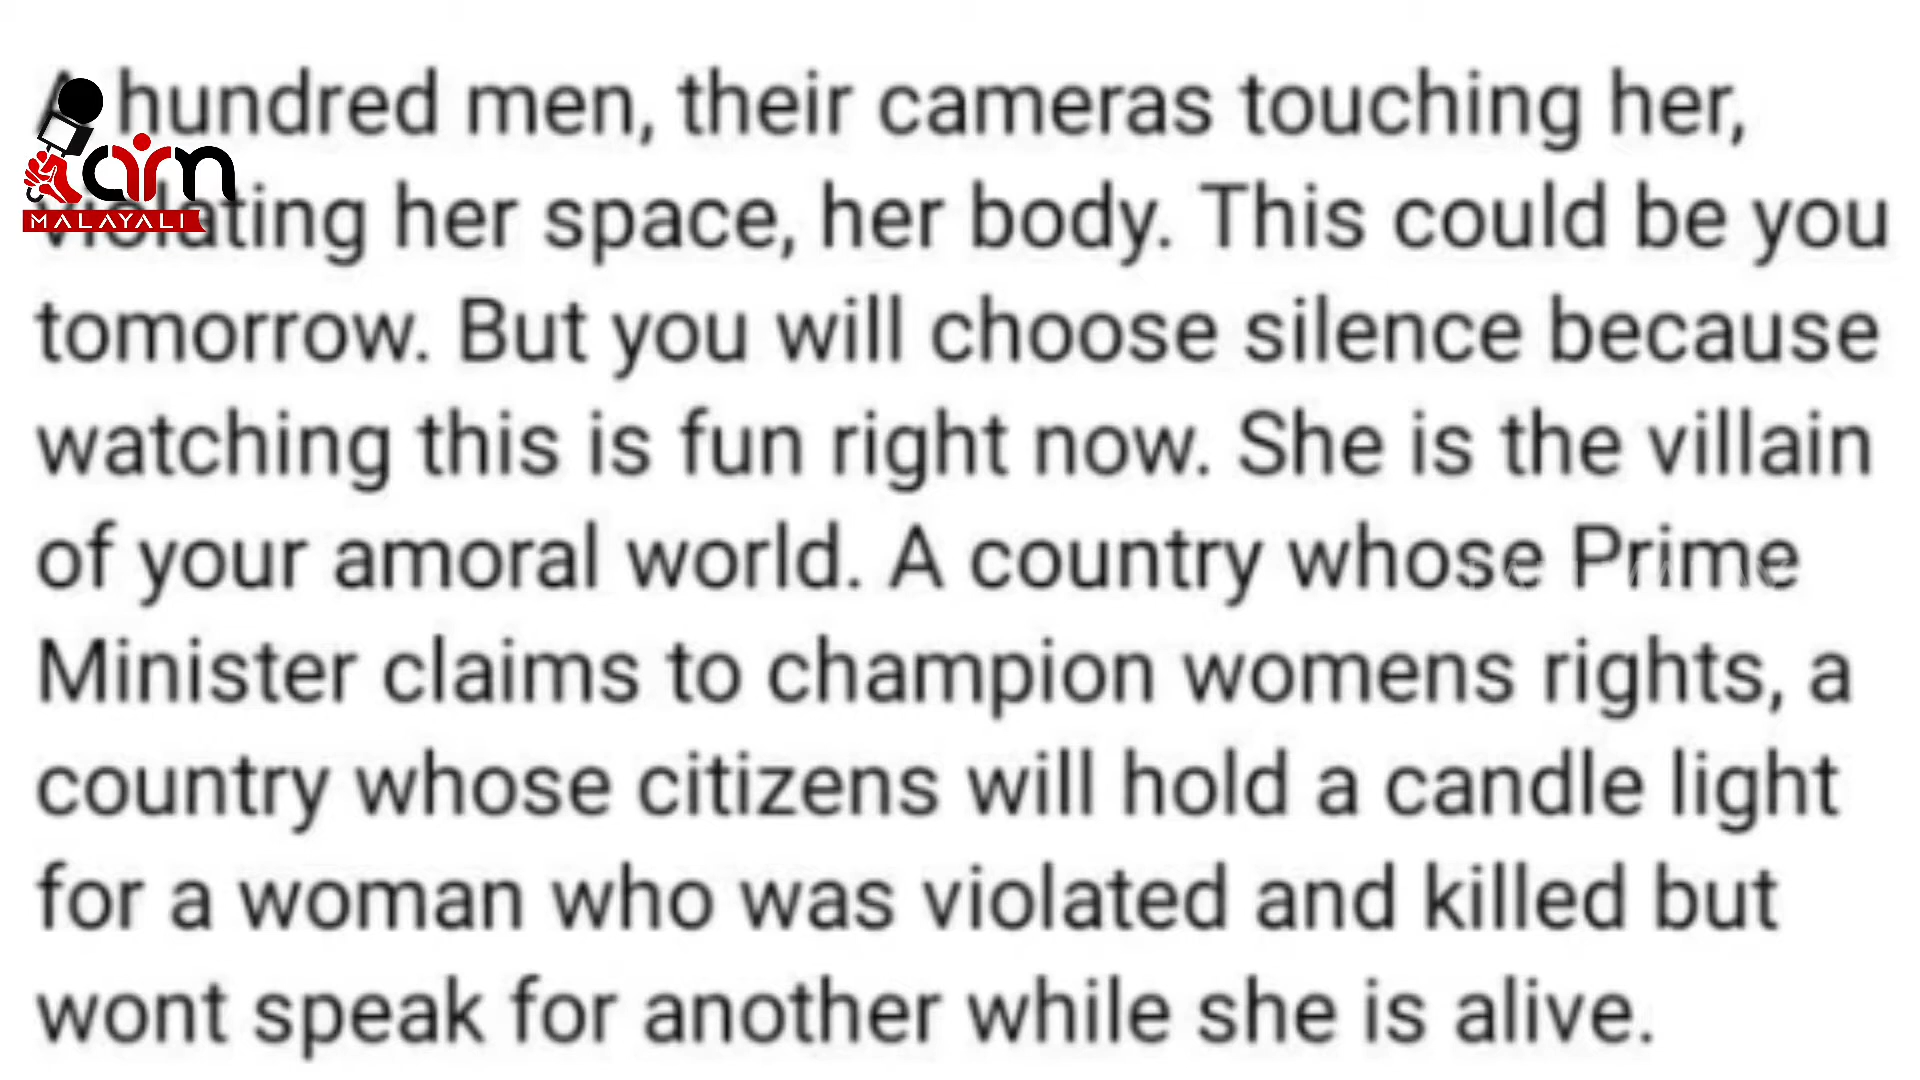 A hundred men, their cameras touching her,
violating her space, her body. This could be you
tomorrow. But you will choose silence because
watching this is fun right now. She is the villain
of your amoral world. A country whose Prime
Minister claims to champion womens rights, a
country whose citizens will hold a candle light
for a woman who was violated and killed but
wont speak for another while she is alive.
arn
MALAYALI